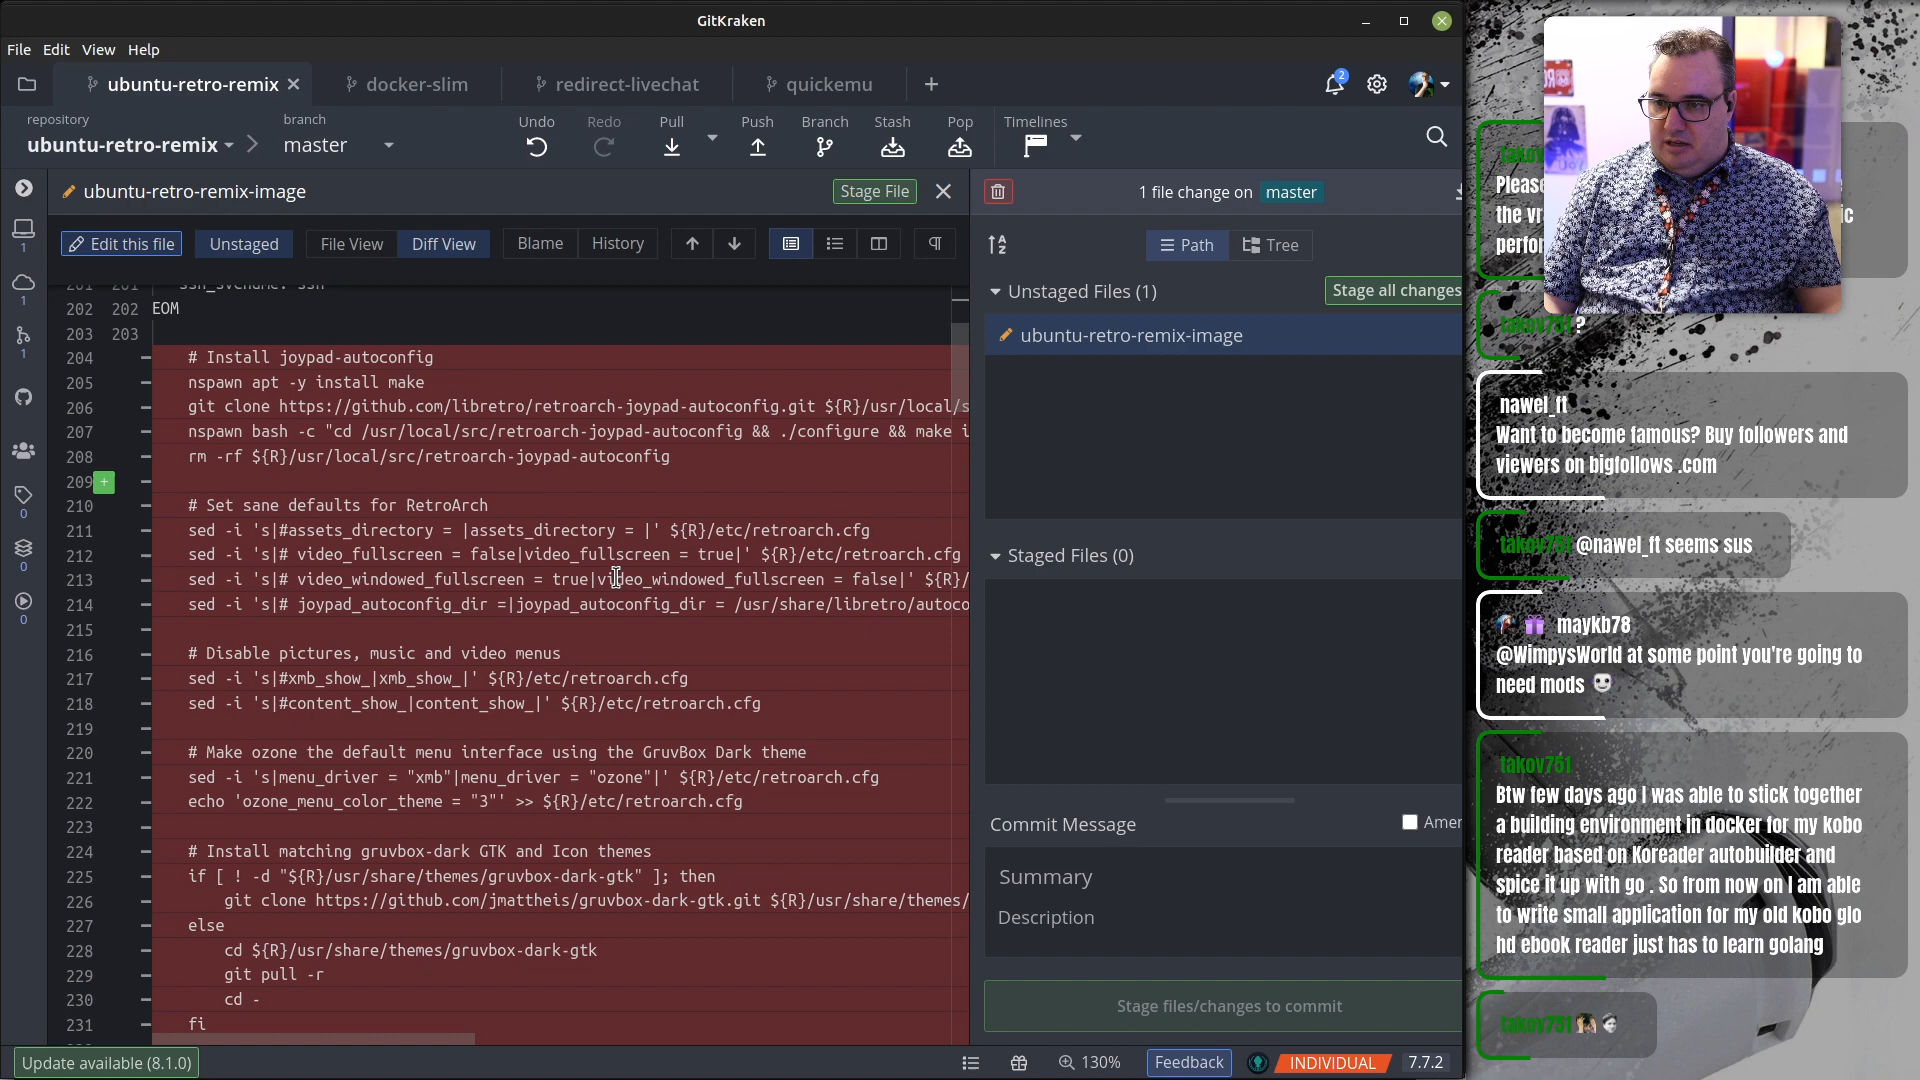 GitKraken
File Edit View Help
ubuntu-retro-remix
docker-slim
redirect-livechat
quickemu
2
repository
ubuntu-retro-remix
branch
master
Undo
Redo
Pull
Push
Branch
Stash
Pop
Timelines
ubuntu-retro-remix-image
Stage File
Edit this file
Unstaged
File View
Diff View
Blame
History
1
1
1
0
0
0
202 202 EOM
203 203
204 - # Install joypad-autoconfig
205 - nspawn apt -y install make
206 - git clone https://github.com/libretro/retroarch-joypad-autoconfig.git ${R}/usr/local/s
207 - nspawn bash -c "cd /usr/local/src/retroarch-joypad-autoconfig && ./configure && make i
208 - rm -rf ${R}/usr/local/src/retroarch-joypad-autoconfig
209 + -
210 - # Set sane defaults for RetroArch
211 - sed -i 's|#assets_directory = |assets_directory = |' ${R}/etc/retroarch.cfg
212 - sed -i 's|# video_fullscreen = false|video_fullscreen = true|' ${R}/etc/retroarch.cfg
213 - sed -i 's|# video_windowed_fullscreen = true|video_windowed_fullscreen = false|' ${R}/
214 - sed -i 's|# joypad_autoconfig_dir =|joypad_autoconfig_dir = /usr/share/libretro/autoco
215 -
216 - # Disable pictures, music and video menus
217 - sed -i 's|#xmb_show_|xmb_show_|' ${R}/etc/retroarch.cfg
218 - sed -i 's|#content_show_|content_show_|' ${R}/etc/retroarch.cfg
219 -
220 - # Make ozone the default menu interface using the GruvBox Dark theme
221 - sed -i 's|menu_driver = "xmb"|menu_driver = "ozone"|' ${R}/etc/retroarch.cfg
222 - echo 'ozone_menu_color_theme = "3"' >> ${R}/etc/retroarch.cfg
223 -
224 - # Install matching gruvbox-dark GTK and Icon themes
225 - if [ ! -d "${R}/usr/share/themes/gruvbox-dark-gtk" ]; then
226 - git clone https://github.com/jmattheis/gruvbox-dark-gtk.git ${R}/usr/share/themes/
227 - else
228 - cd ${R}/usr/share/themes/gruvbox-dark-gtk
229 - git pull -r
230 - cd -
231 - fi
1 file change on master
Path
Tree
Unstaged Files (1)
Stage all changes
ubuntu-retro-remix-image
Staged Files (0)
Commit Message
Amen
Summary
Description
Stage files/changes to commit
Update available (8.1.0)
130%
Feedback
INDIVIDUAL
7.7.2
takov
Please
the vr
ic
perfor
takov751 ?
nawel_ft
Want to become famous? Buy followers and
viewers on bigfollows .com
takov751 @nawel_ft seems sus
maykb78
@WimpysWorld at some point you're going to
need mods
takov751
Btw few days ago I was able to stick together
a building environment in docker for my kobo
reader based on Koreader autobuilder and
spice it up with go . So from now on I am able
to write small application for my old kobo glo
hd ebook reader just has to learn golang
takov751